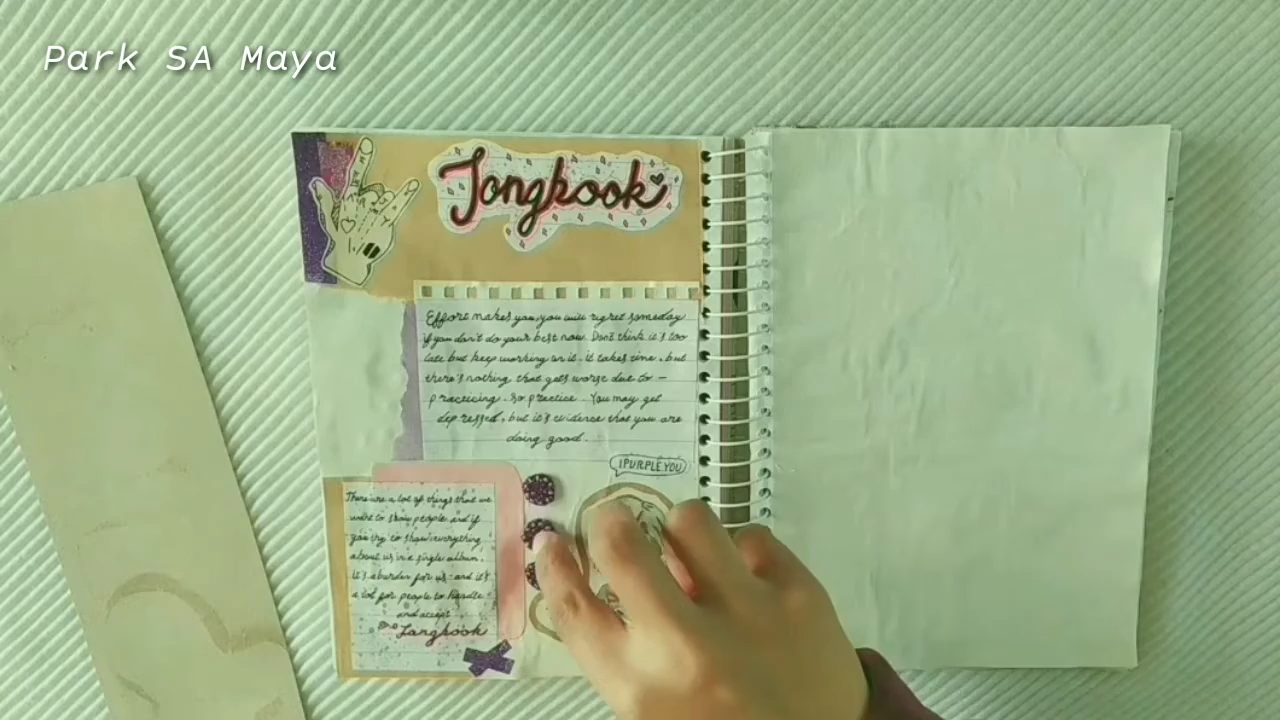 Park SA Maya
Jongkook
Effort makes you, you will regret someday
if you don't do your best now. Don't think it's too
late but keep working on it. it takes time, but
there's nothing that gets worse due to -
practicing. so practice. You may get
depressed, but it's evidence that you are
doing good.
I PURPLE YOU
There are a lot of things that we
want to show people and if
you try to show everything
about us in a single album.
it's a burden for us and it's
a lot for people to handle
and accept
Jungkook